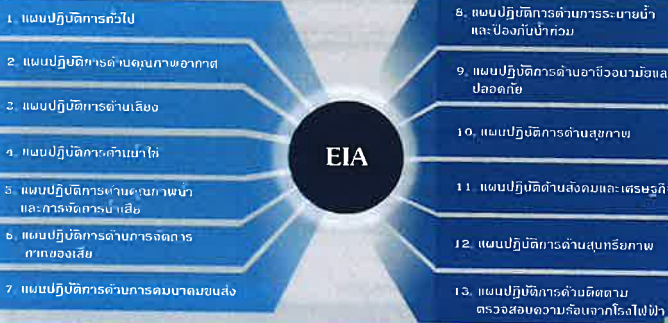 1. แผนปฏิบัติการทั่วไป
2. แผนปฏิบัติการด้านคุณภาพอากาศ
3. แผนปฏิบัติการด้านเสียง
4. แผนปฏิบัติการด้านน้ำใช้
5. แผนปฏิบัติการด้านคุณภาพน้ำ
และการจัดการน้ำเสีย
6. แผนปฏิบัติการด้านการจัดการ
กากของเสีย
7. แผนปฏิบัติการด้านการคมนาคมขนส่ง
EIA
8. แผนปฏิบัติการด้านการระบายน้ำ
และป้องกันน้ำท่วม
9. แผนปฏิบัติการด้านอาชีวอนามัยและ
ปลอดภัย
10. แผนปฏิบัติการด้านสุขภาพ
11. แผนปฏิบัติด้านสังคมและเศรษฐกิ
12. แผนปฏิบัติการด้านสุนทรียภาพ
13. แผนปฏิบัติการด้านติดตาม
ตรวจสอบความร้อนจากโรงไฟฟ้า